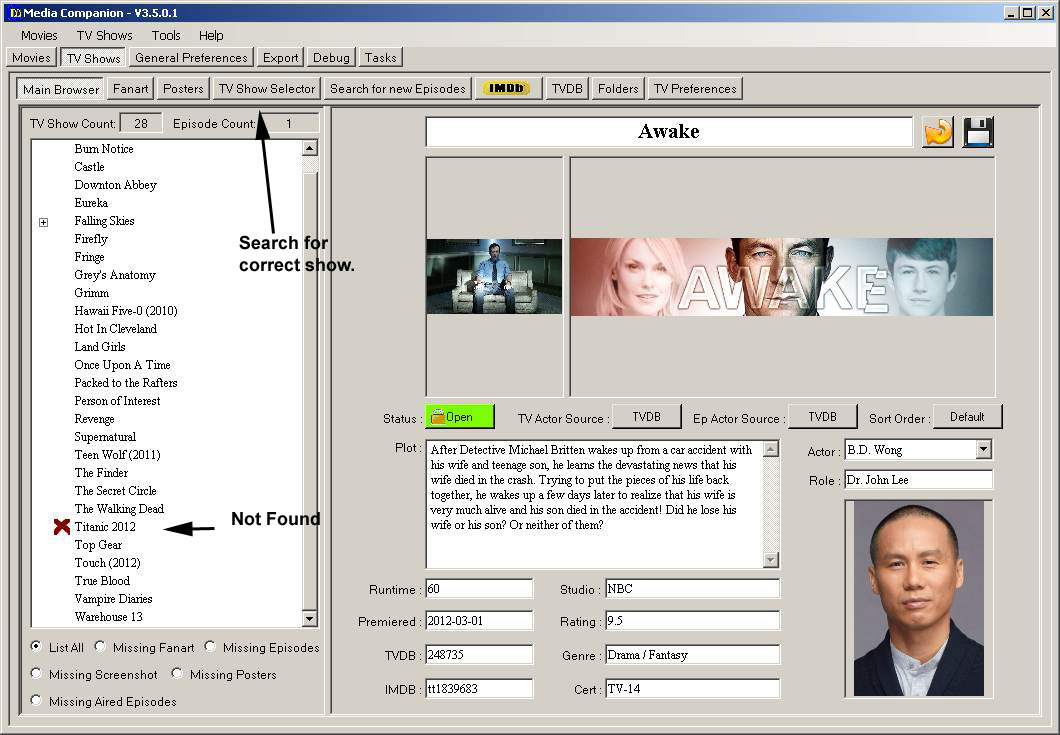 Media Companion - V3.5.0.1
Movies TV Shows Tools Help
Movies TV Shows General Preferences Export Debug Tasks
Main Browser Fanart Posters TV Show Selector Search for new Episodes IMDb TVDB Folders TV Preferences
TV Show Count: 28 Episode Count: 1
Awake
Burn Notice
Castle
Downton Abbey
Eureka
Falling Skies
Firefly
Fringe
Grey's Anatomy
Grimm
Hawaii Five-0 (2010)
Hot In Cleveland
Land Girls
Once Upon A Time
Packed to the Rafters
Person of Interest
Revenge
Supernatural
Teen Wolf (2011)
The Finder
The Secret Circle
The Walking Dead
Titanic 2012
Top Gear
Touch (2012)
True Blood
Vampire Diaries
Warehouse 13
Search for
correct show.
Not Found
List All Missing Fanart Missing Episodes
Missing Screenshot Missing Posters
Missing Aired Episodes
AWAKE
Status : Open TV Actor Source : TVDB Ep Actor Source : TVDB Sort Order : Default
Plot : After Detective Michael Britten wakes up from a car accident with
his wife and teenage son, he learns the devastating news that his
wife died in the crash. Trying to put the pieces of his life back
together, he wakes up a few days later to realize that his wife is
very much alive and his son died in the accident! Did he lose his
wife or his son? Or neither of them?
Actor : B.D. Wong
Role : Dr. John Lee
Runtime : 60 Studio : NBC
Premiered : 2012-03-01 Rating : 9.5
TVDB : 248735 Genre : Drama / Fantasy
IMDB : tt1839683 Cert : TV-14